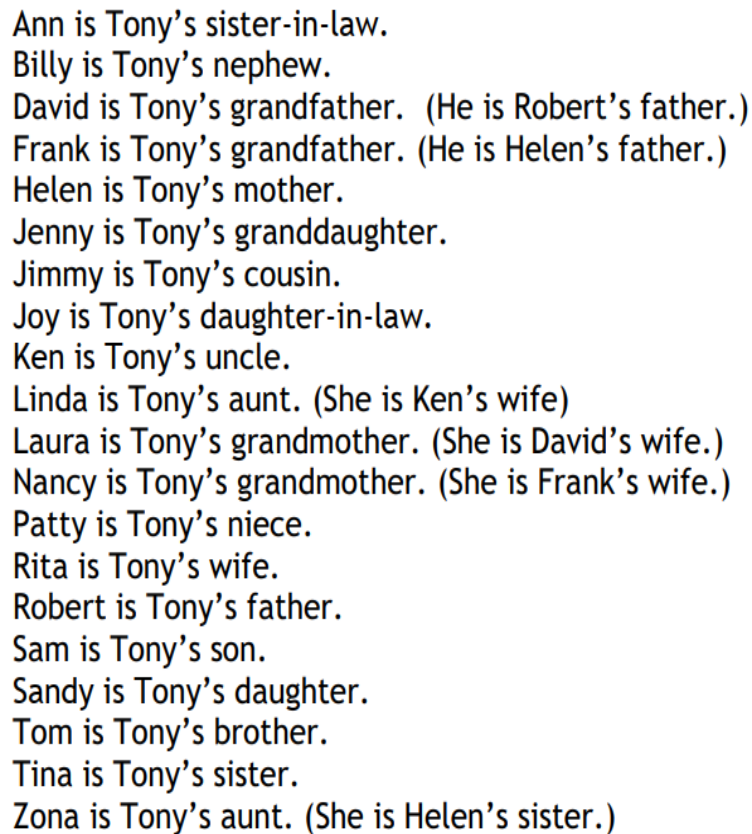 Ann is Tony’s sister-in-law.
Billy is Tony’s nephew.
David is Tony’s grandfather.  (He is Robert’s father.)
Frank is Tony’s grandfather. (He is Helen’s father.)
Helen is Tony’s mother.
Jenny is Tony’s granddaughter.
Jimmy is Tony’s cousin.
Joy is Tony’s daughter-in-law.
Ken is Tony’s uncle.
Linda is Tony’s aunt. (She is Ken’s wife)
Laura is Tony’s grandmother. (She is David’s wife.)
Nancy is Tony’s grandmother. (She is Frank’s wife.)
Patty is Tony’s niece.
Rita is Tony’s wife.
Robert is Tony’s father.
Sam is Tony’s son.
Sandy is Tony’s daughter.
Tom is Tony’s brother.
Tina is Tony’s sister.
Zona is Tony’s aunt. (She is Helen’s sister.)